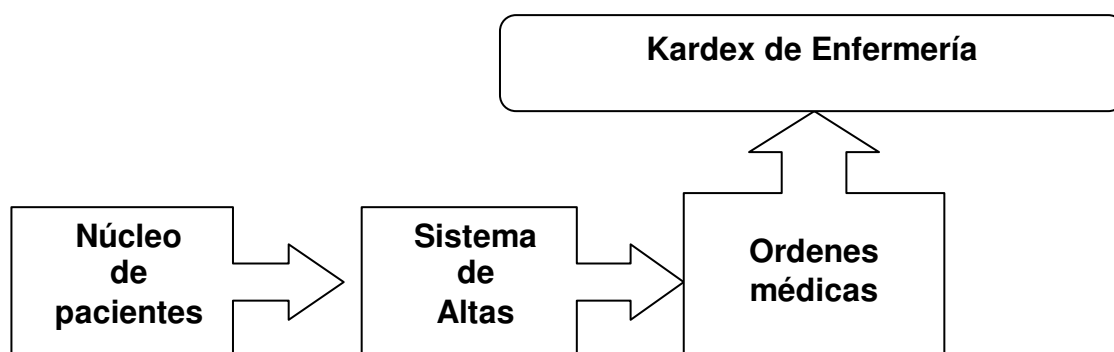 Kardex de Enfermería
Núcleo
de
pacientes
Sistema
de
Altas
Ordenes
médicas